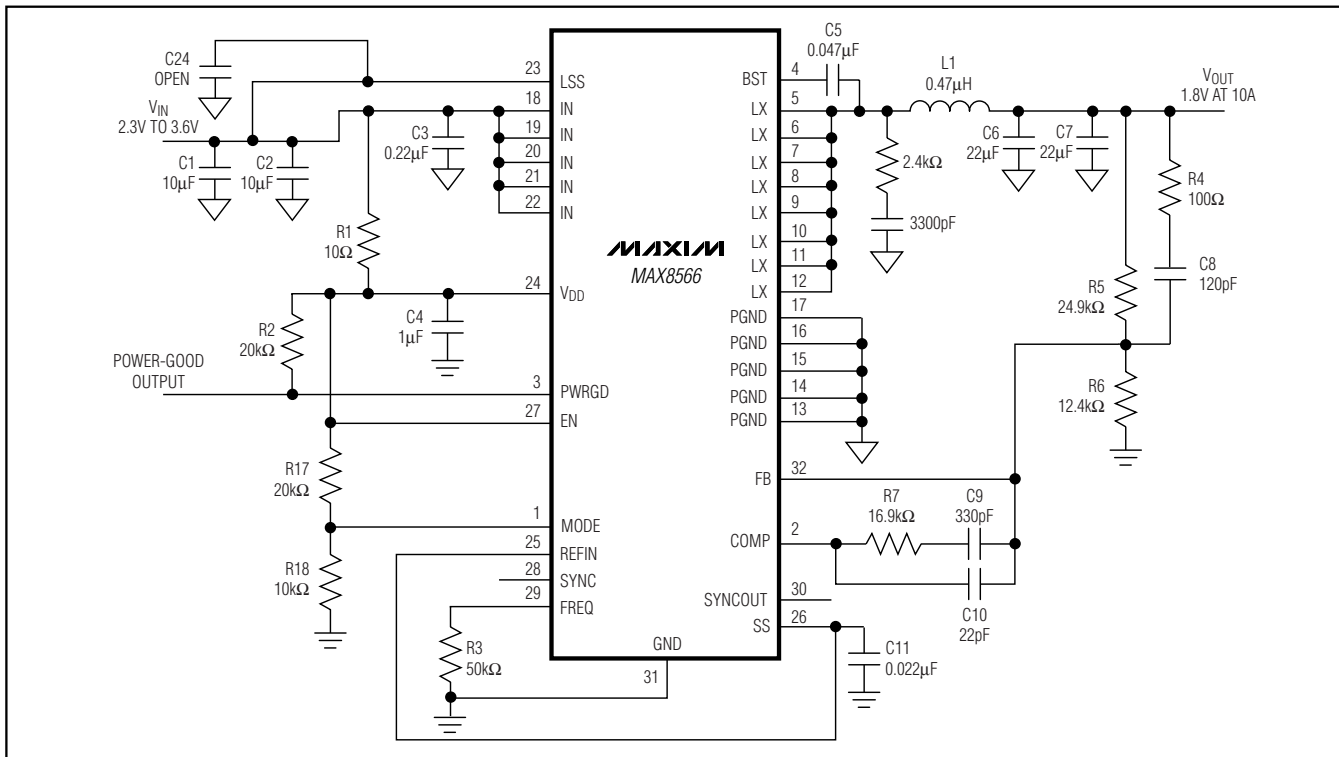 C24
OPEN
V_IN
2.3V TO 3.6V
C1
10µF
C2
10µF
C3
0.22µF
R1
10Ω
R2
20kΩ
C4
1µF
POWER-GOOD
OUTPUT
R17
20kΩ
R18
10kΩ
R3
50kΩ
23
LSS
18
IN
19
IN
20
IN
21
IN
22
IN
24
V_DD
3
PWRGD
27
EN
1
MODE
25
REFIN
28
SYNC
29
FREQ
MAXIM
MAX8566
GND
31
BST
4
LX
5
LX
6
LX
7
LX
8
LX
9
LX
10
LX
11
LX
12
PGND
17
PGND
16
PGND
15
PGND
14
PGND
13
FB
32
COMP
2
SYNCOUT
30
SS
26
C5
0.047µF
L1
0.47µH
V_OUT
1.8V AT 10A
2.4kΩ
3300pF
C6
22µF
C7
22µF
R4
100Ω
C8
120pF
R5
24.9kΩ
R6
12.4kΩ
R7
16.9kΩ
C9
330pF
C10
22pF
C11
0.022µF